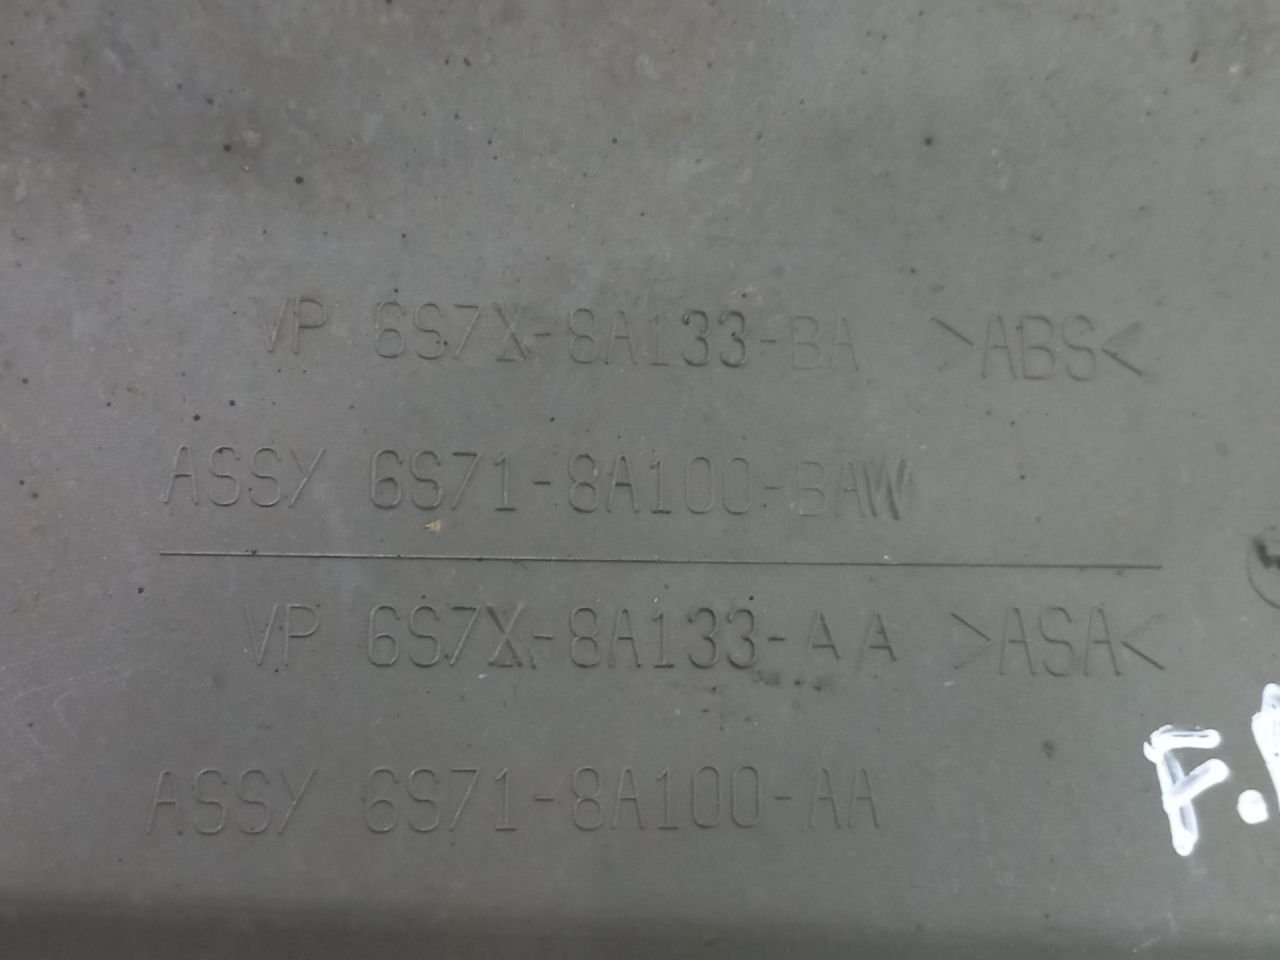 VP 6S7X-8A133-BA >ABS<
ASSY 6S71-8A100-BAW
VP 6S7X-8A133-AA >ASA<
ASSY 6S71-8A100-AA
F.